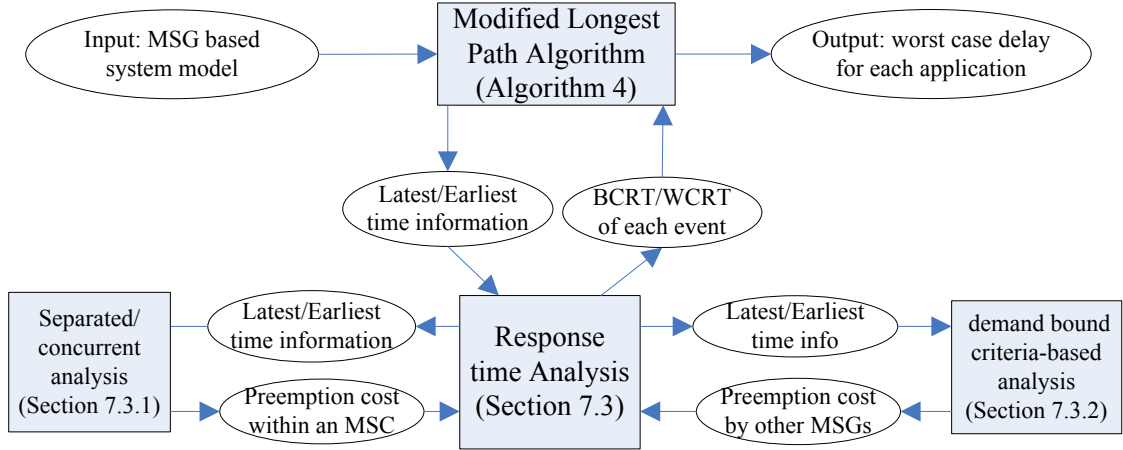 Input: MSG based
system model
Modified Longest
Path Algorithm
(Algorithm 4)
Output: worst case delay
for each application
Latest/Earliest
time information
BCRT/WCRT
of each event
Separated/
concurrent
analysis
(Section 7.3.1)
Latest/Earliest
time information
Preemption cost
within an MSC
Response
time Analysis
(Section 7.3)
Latest/Earliest
time info
Preemption cost
by other MSGs
demand bound
criteria-based
analysis
(Section 7.3.2)